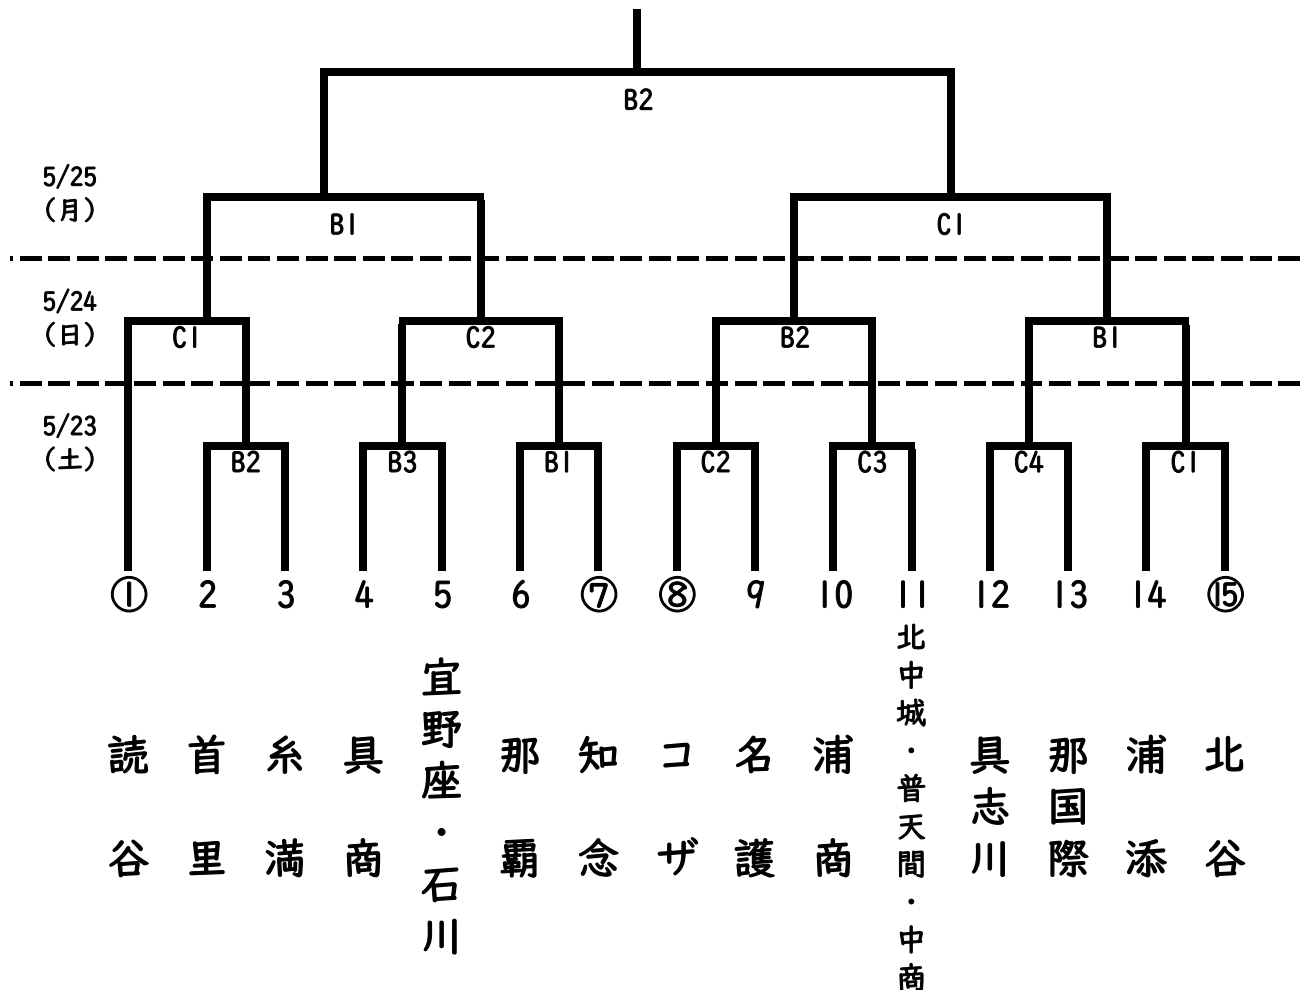 B2
5/25
(月)
B1
C1
5/24
(日)
C1
C2
B2
B1
5/23
(土)
B2
B3
B1
C2
C3
C4
C1
① 2 3 4 5 6 ⑦ ⑧ 9 10 11 12 13 14 ⑮
読谷
首里
糸満
具商
宜野座・石川
那覇
知念
コザ
名護
浦商
北中城・普天間・中商
具志川
那国際
浦添
北谷